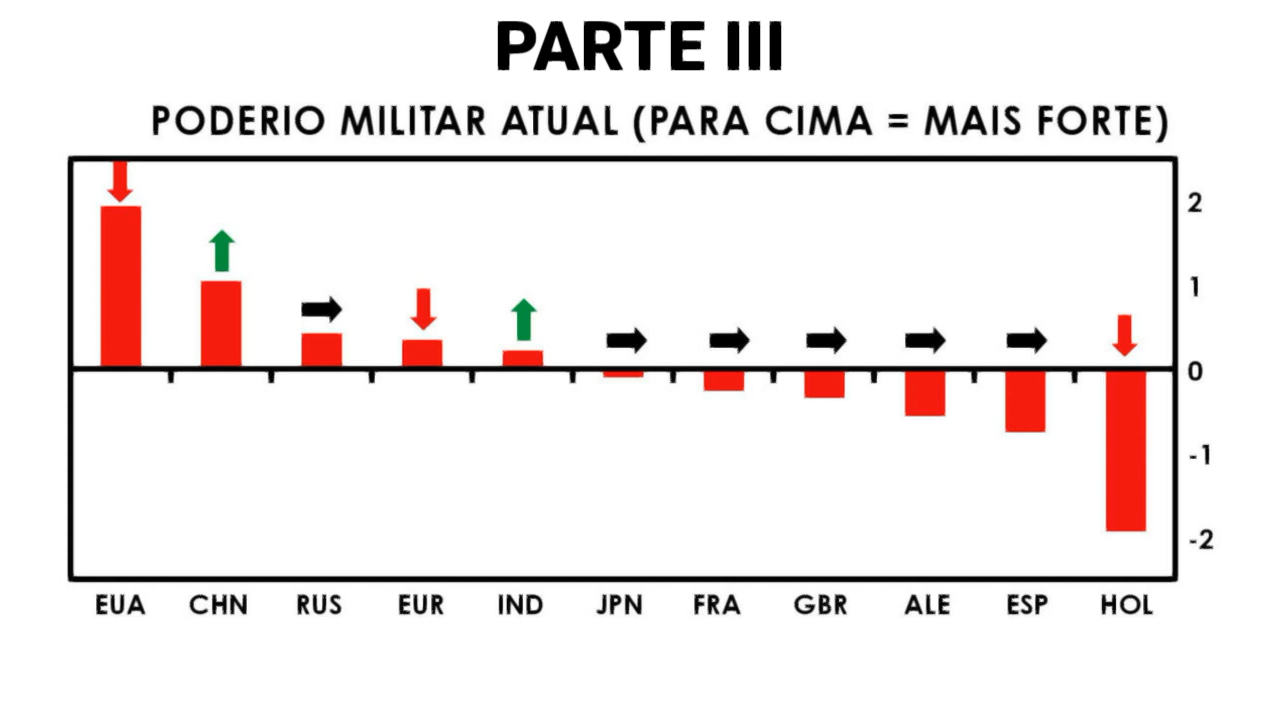 PARTE III
PODERIO MILITAR ATUAL (PARA CIMA = MAIS FORTE)
2
1
0
-1
-2
EUA CHN RUS EUR IND JPN FRA GBR ALE ESP HOL